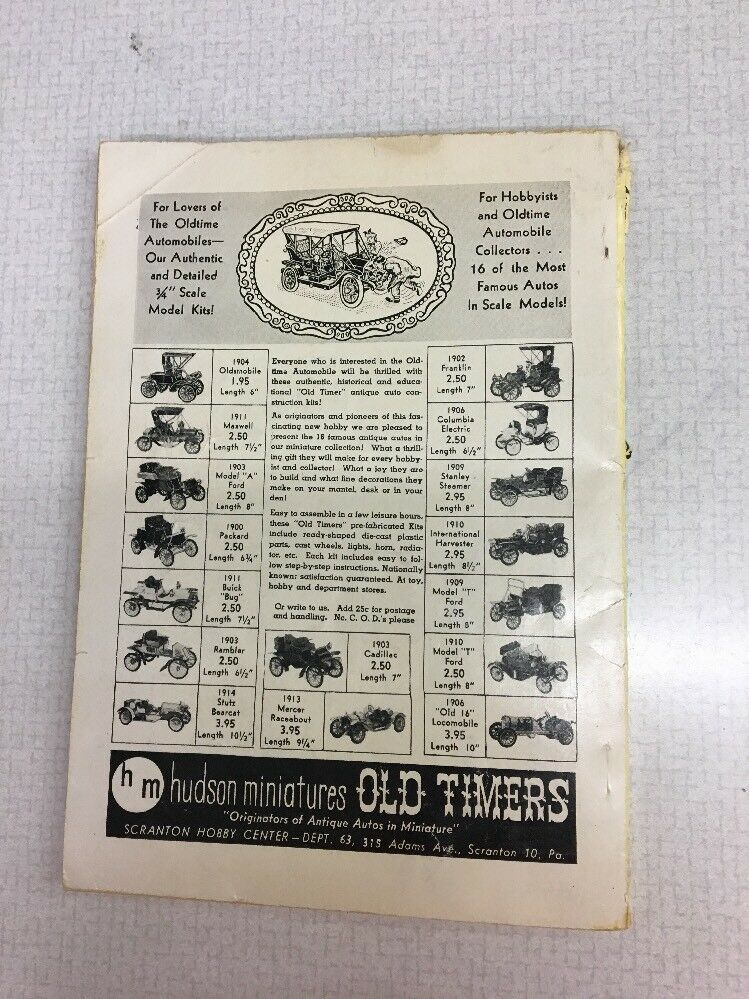 For Lovers of
The Oldtime
Automobiles—
Our Authentic
and Detailed
¾" Scale
Model Kits!
For Hobbyists
and Oldtime
Automobile
Collectors . . .
16 of the Most
Famous Autos
In Scale Models!
1904
Oldsmobile
1.95
Length 6"
1911
Maxwell
2.50
Length 7½"
1903
Model "A"
Ford
2.50
Length 8"
1900
Packard
2.50
Length 6¾"
1911
Buick
"Bug"
2.50
Length 7½"
1903
Rambler
2.50
Length 6½"
1914
Stutz
Bearcat
3.95
Length 10½"
Everyone who is interested in the Old-
time Automobile will be thrilled with
these authentic, historical and educa-
tional "Old Timer" antique auto con-
struction kits!
As originators and pioneers of this fas-
cinating new hobby we are pleased to
present the 16 famous antique autos in
our miniature collection! What a thrill-
ing gift they will make for every hobby-
ist and collector! What a joy they are
to build and what fine decorations they
make on your mantel, desk or in your
den!
Easy to assemble in a few leisure hours,
these "Old Timers" pre-fabricated Kits
include ready-shaped die-cast plastic
parts, cast wheels, lights, horn, radia-
tor, etc. Each kit includes easy to fol-
low step-by-step instructions. Nationally
known; satisfaction guaranteed. At toy,
hobby and department stores.
Or write to us. Add 25c for postage
and handling. No. C. O. D.'s please
1903
Cadillac
2.50
Length 7"
1913
Mercer
Raceabout
Length 9¼"
1902
Franklin
2.50
Length 7"
1906
Columbia
Electric
2.50
Length 6½"
1909
Stanley
Steamer
2.95
Length 8"
1910
International
Harvester
2.95
Length 8½"
1909
Model "T"
Ford
2.95
Length 8"
1910
Model "T"
Ford
2.50
Length 8"
1906
"Old 16"
Locomobile
3.95
Length 10"
hm hudson miniatures OLD TIMERS
"Originators of Antique Autos in Miniature"
SCRANTON HOBBY CENTER—DEPT. 63, 315 Adams Ave., Scranton 10, Pa.